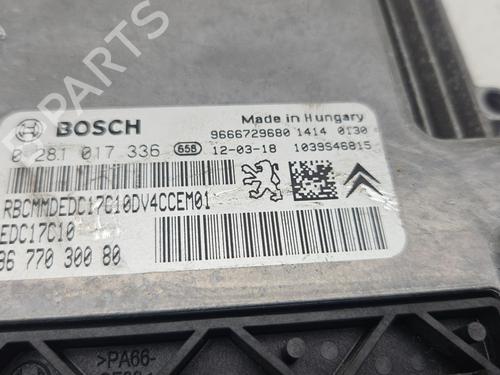 BOSCH
Made in Hungary
9666729680 1414 0130
0 281 017 336 658 12-03-18 1039S46815
RBCMMDEDC17C10DV4CCEM01
EDC17C10
96 770 300 80
>PA66-